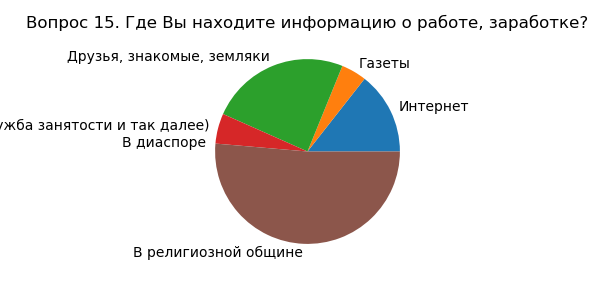 Вопрос 15. Где Вы находите информацию о работе, заработке?
Друзья, знакомые, земляки
Газеты
Интернет
занятости и так далее)
В диаспоре
В религиозной общине